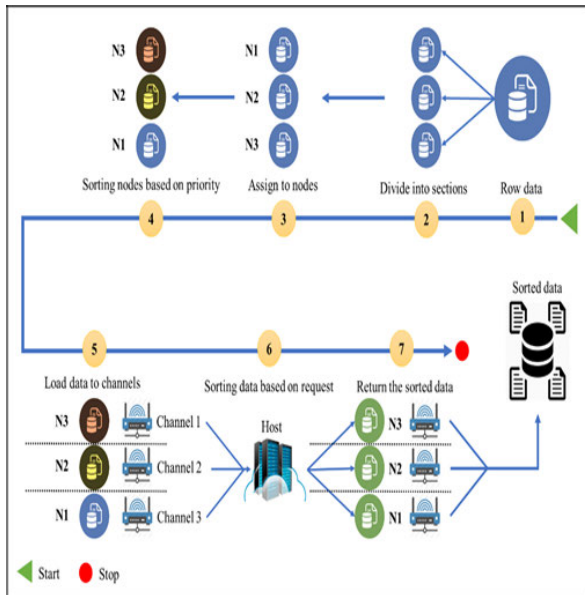 N3 N1
N2 N2
N1 N3
Sorting nodes based on priority Assign to nodes Divide into sections Row data
4 3 2 1
Sorted data
5 6 7
Load data to channels Sorting data based on request Return the sorted data
N3 Channel 1 Host N3
N2 Channel 2 N2
N1 Channel 3 N1
Start Stop